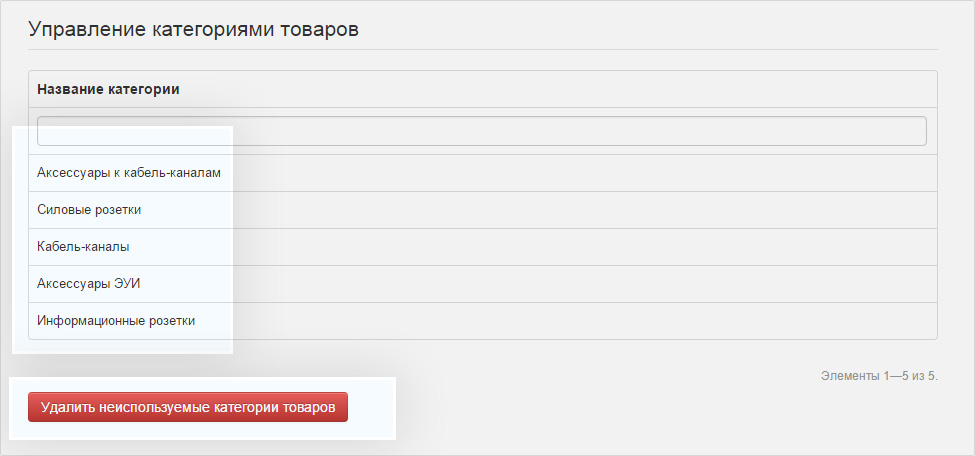 Управление категориями товаров
Название категории
Аксессуары к кабель-каналам
Силовые розетки
Кабель-каналы
Аксессуары ЭУИ
Информационные розетки
Элементы 1—5 из 5.
Удалить неиспользуемые категории товаров